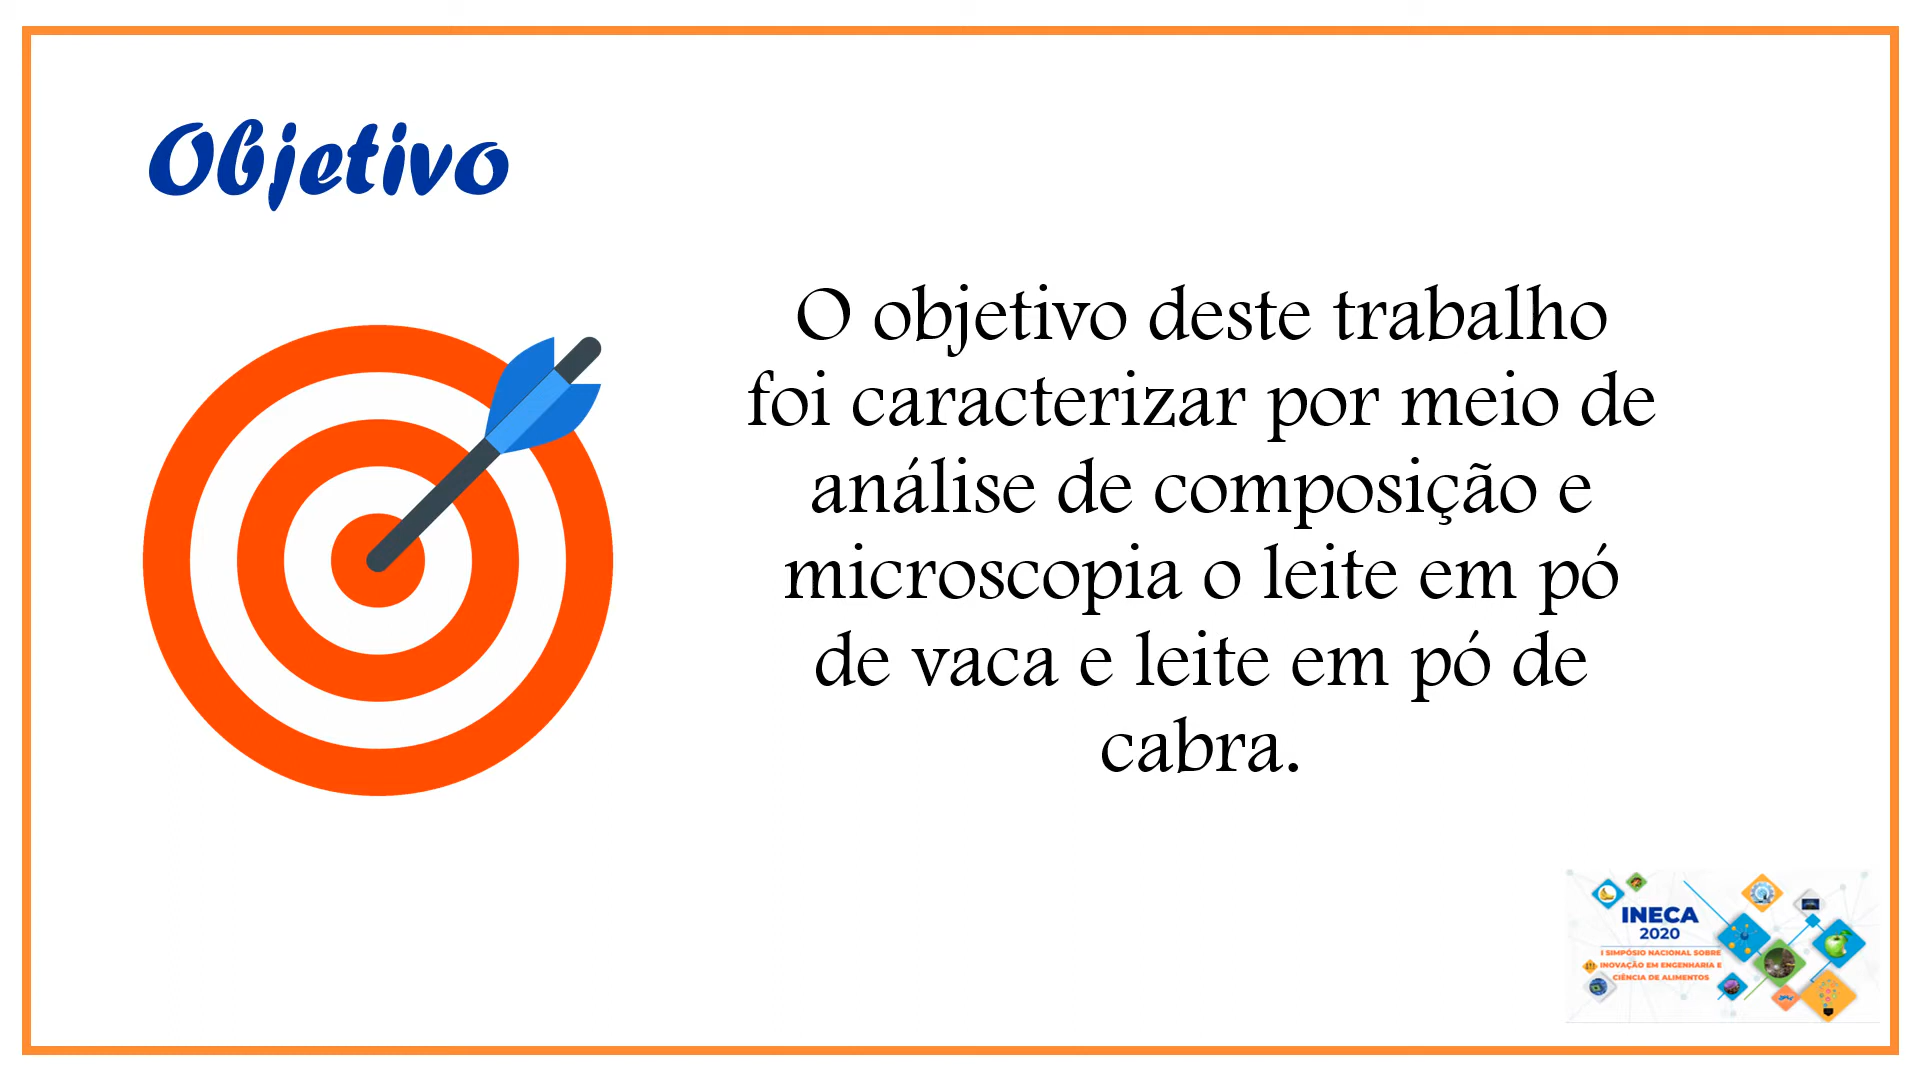 Objetivo
O objetivo deste trabalho
foi caracterizar por meio de
análise de composição e
microscopia o leite em pó
de vaca e leite em pó de
cabra.
INECA
2020
I SIMPÓSIO NACIONAL SOBRE
INOVAÇÃO EM ENGENHARIA E
CIÊNCIA DE ALIMENTOS